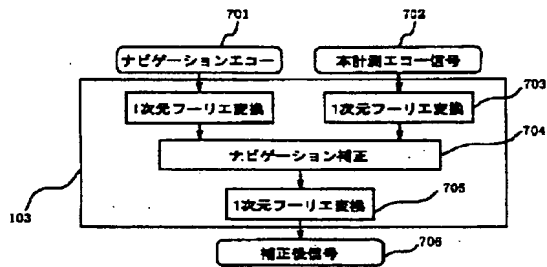 701
702
ナビゲーションエコー
本計測エコー信号
1次元フーリエ変換
1次元フーリエ変換
703
ナビゲーション補正
704
1次元フーリエ変換
705
103
補正後信号
706